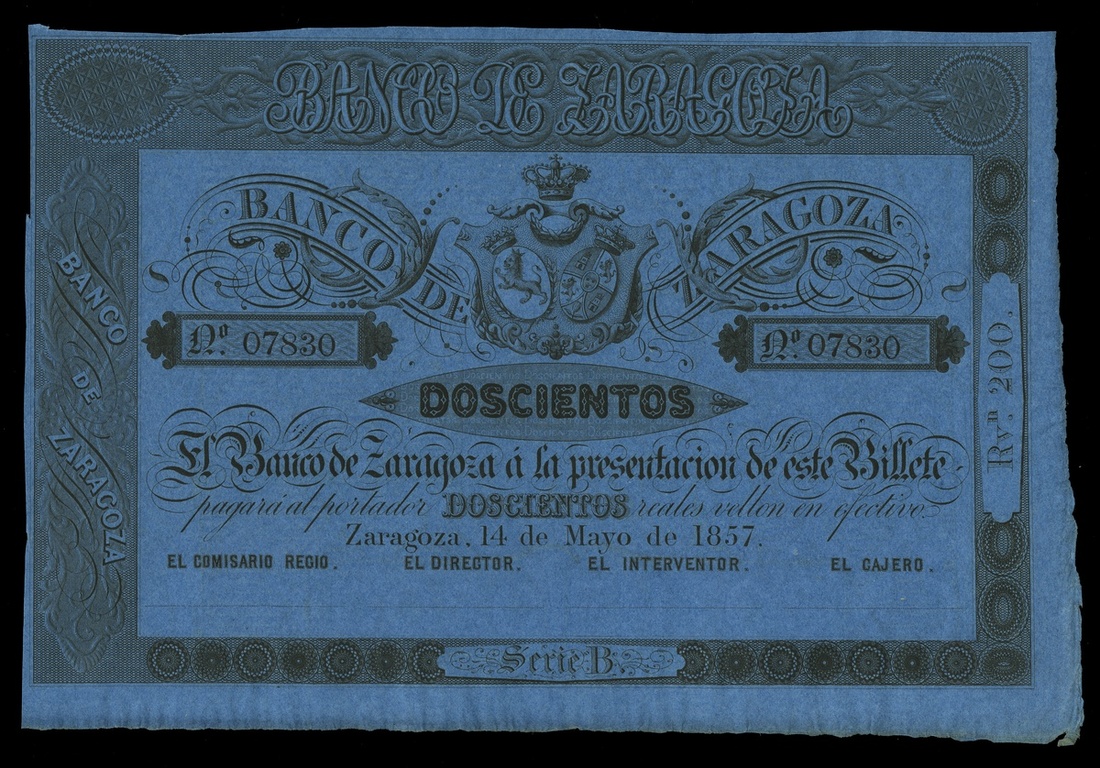 BANCO DE ZARAGOZA
BANCO DE ZARAGOZA
BANCO DE ZARAGOZA
Nº 07830
Nº 07830
DOSCIENTOS
El Banco de Zaragoza á la presentacion de este Billete
pagará al portador DOSCIENTOS reales vellon en efectivo.
Zaragoza, 14 de Mayo de 1857.
EL COMISARIO REGIO. EL DIRECTOR. EL INTERVENTOR. EL CAJERO.
Rvn. 200.
Serie B.